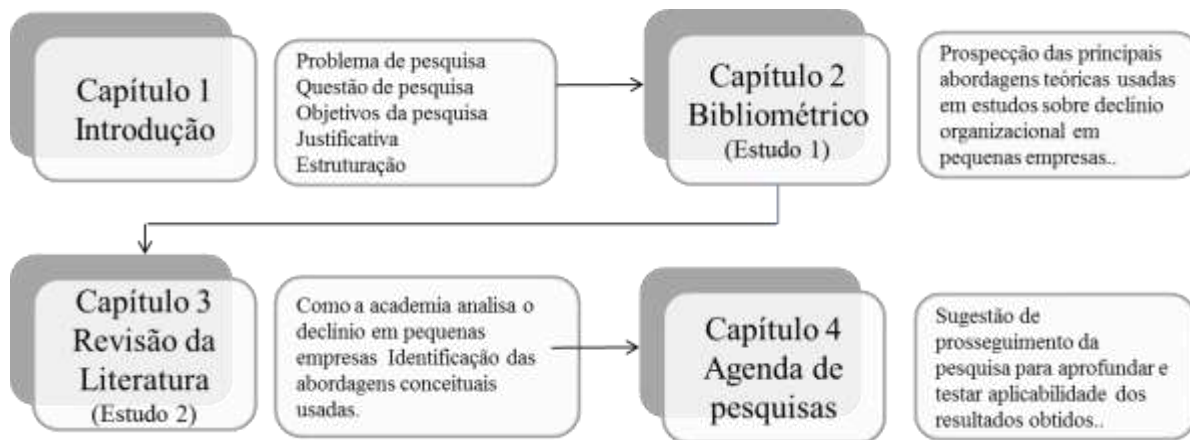 Capítulo 1
Introdução
Problema de pesquisa
Questão de pesquisa
Objetivos da pesquisa
Justificativa
Estruturação
Capítulo 2
Bibliométrico
(Estudo 1)
Prospecção das principais
abordagens teóricas usadas
em estudos sobre declínio
organizacional em
pequenas empresas..
Capítulo 3
Revisão da
Literatura
(Estudo 2)
Como a academia analisa o
declínio em pequenas
empresas Identificação das
abordagens conceituais
usadas.
Capítulo 4
Agenda de
pesquisas
Sugestão de
prosseguimento da
pesquisa para aprofundar e
testar aplicabilidade dos
resultados obtidos..